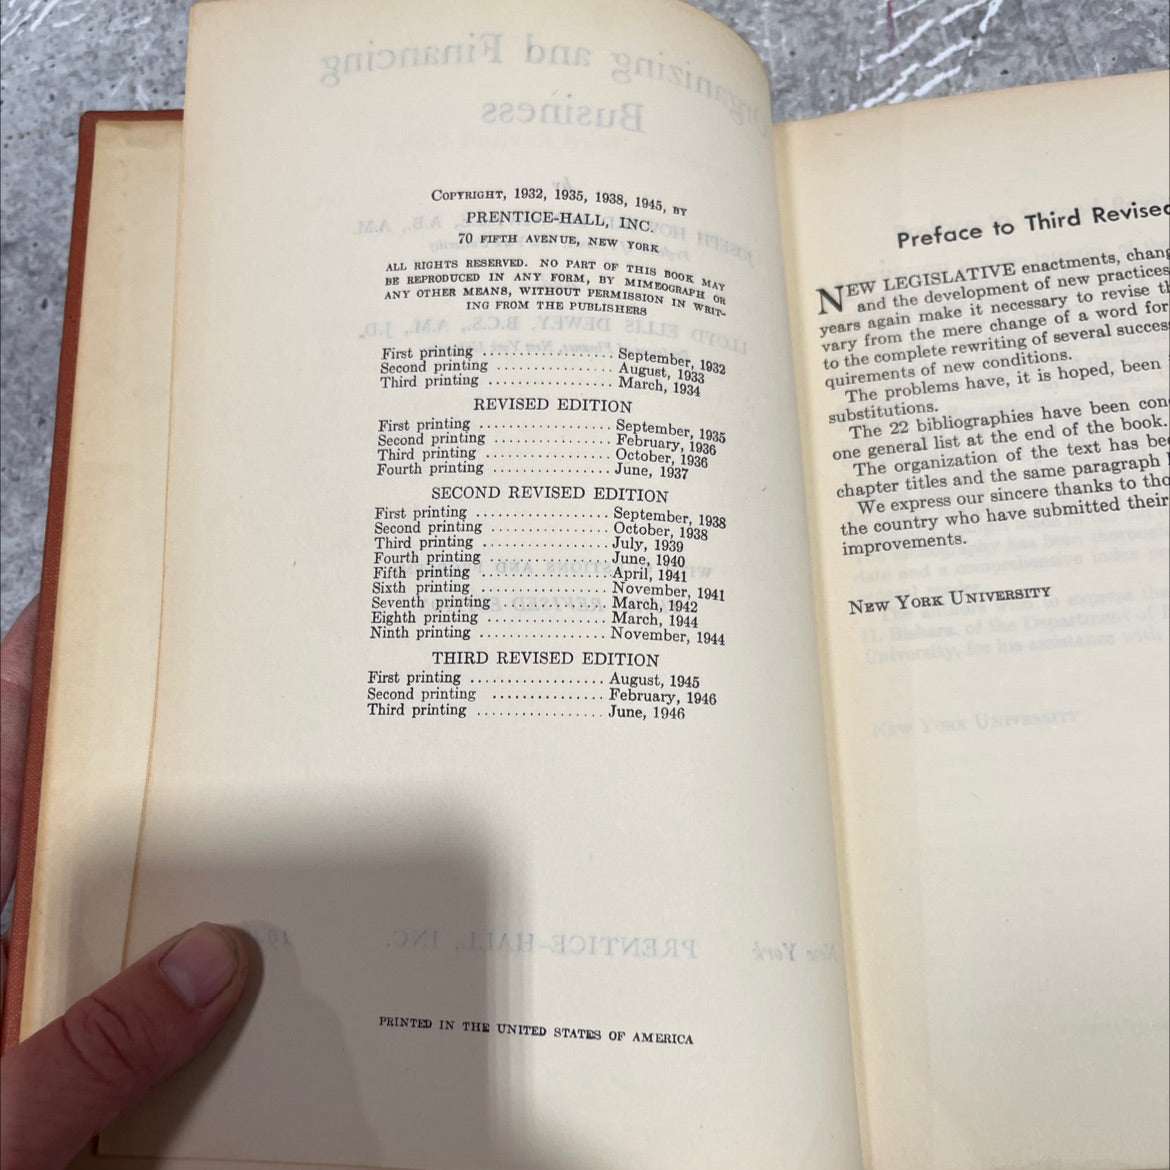 COPYRIGHT, 1932, 1935, 1938, 1945, BY
PRENTICE-HALL, INC.
70 FIFTH AVENUE, NEW YORK
ALL RIGHTS RESERVED. NO PART OF THIS BOOK MAY
BE REPRODUCED IN ANY FORM, BY MIMEOGRAPH OR
ANY OTHER MEANS, WITHOUT PERMISSION IN WRIT-
ING FROM THE PUBLISHERS
First printing .................. September, 1932
Second printing ................ August, 1933
Third printing ................. March, 1934
REVISED EDITION
First printing .................. September, 1935
Second printing ................ February, 1936
Third printing ................. October, 1936
Fourth printing ................ June, 1937
SECOND REVISED EDITION
First printing .................. September, 1938
Second printing ................ October, 1938
Third printing ................. July, 1939
Fourth printing ................ June, 1940
Fifth printing .................. April, 1941
Sixth printing .................. November, 1941
Seventh printing ............... March, 1942
Eighth printing ................ March, 1944
Ninth printing ................. November, 1944
THIRD REVISED EDITION
First printing .................. August, 1945
Second printing ............... February, 1946
Third printing ................. June, 1946
PRINTED IN THE UNITED STATES OF AMERICA
Preface to Third Revised
NEW LEGISLATIVE enactments, chang
and the development of new practices
years again make it necessary to revise th
vary from the mere change of a word for
to the complete rewriting of several succes
quirements of new conditions.
The problems have, it is hoped, been
substitutions.
The 22 bibliographies have been con
one general list at the end of the book.
The organization of the text has be
chapter titles and the same paragraph
We express our sincere thanks to tho
the country who have submitted their
improvements.
NEW YORK UNIVERSITY